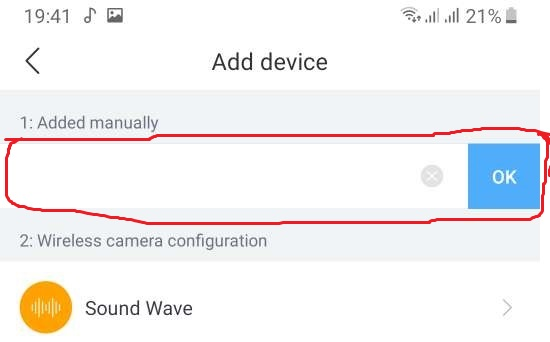 19:41 21%
Add device
1: Added manually
OK
2: Wireless camera configuration
Sound Wave